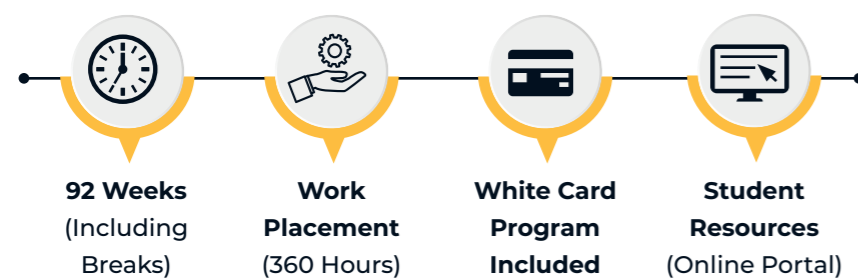 92 Weeks
(Including
Breaks)
Work
Placement
(360 Hours)
White Card
Program
Included
Student
Resources
(Online Portal)